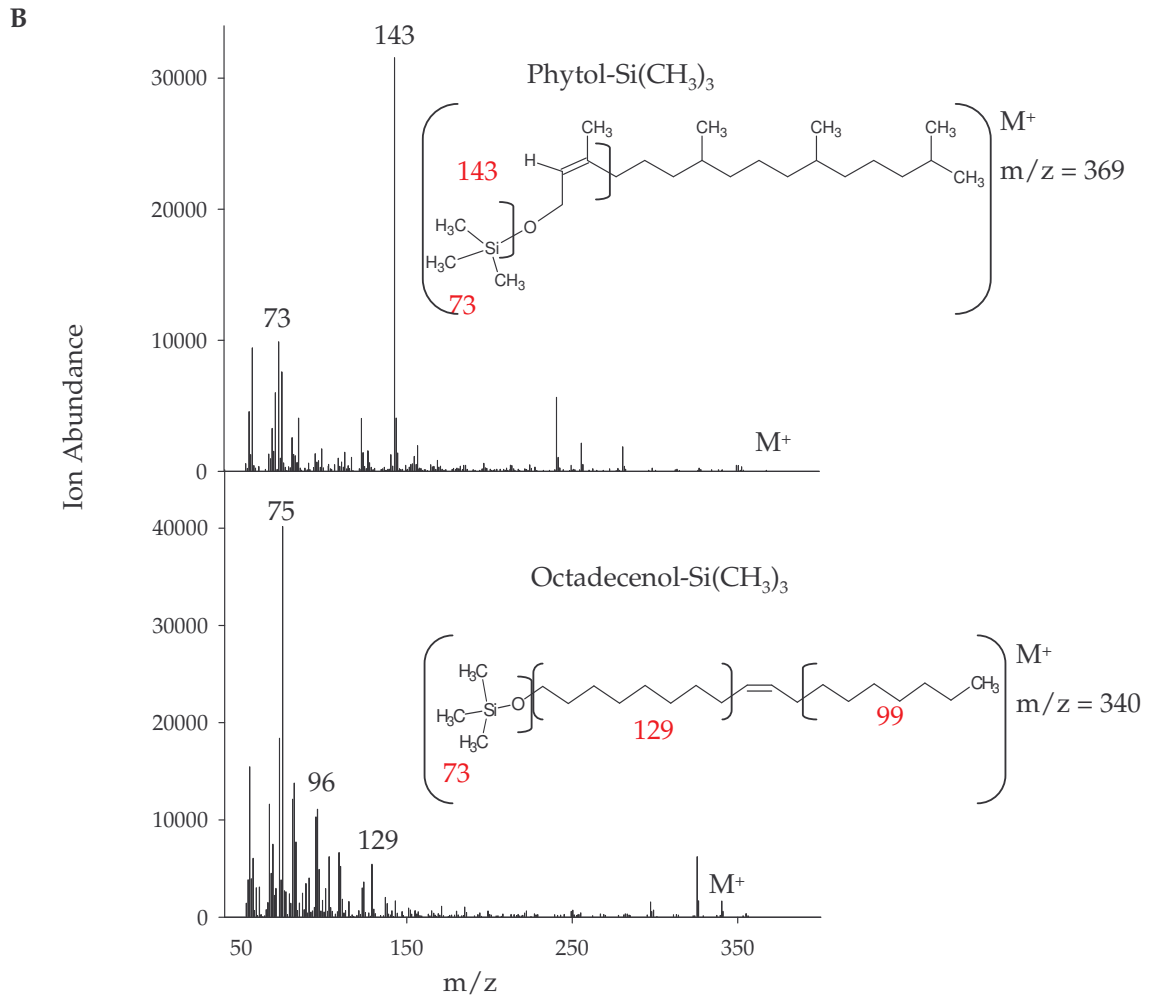 B
143
30000
20000
10000
0
73
M⁺
Phytol-Si(CH₃)₃
CH₃
CH₃
CH₃
CH₃
CH₃
H
143
O
H₃C
Si
H₃C
CH₃
73
M⁺
m/z = 369
Ion Abundance
75
40000
30000
20000
10000
0
96
129
M⁺
Octadecenol-Si(CH₃)₃
H₃C
O
Si
H₃C
H₃C
73
129
99
CH₃
M⁺
m/z = 340
50
150
250
350
m/z